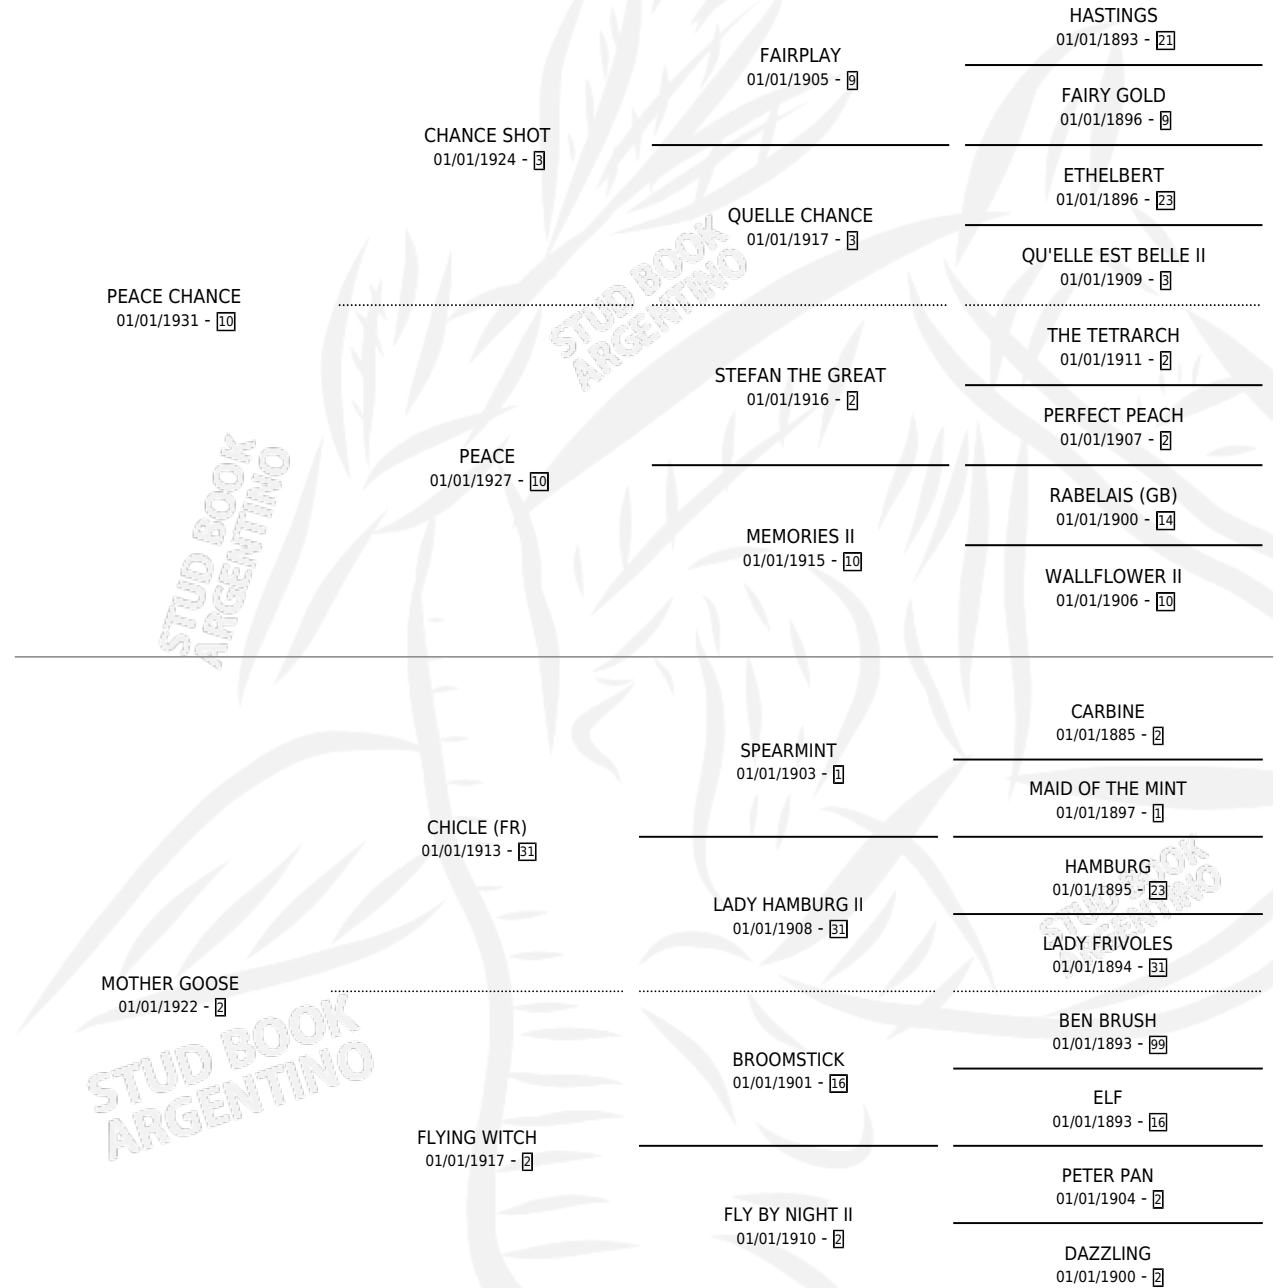 HASTINGS
01/01/1893 - 21
FAIRPLAY
01/01/1905 - 9
FAIRY GOLD
01/01/1896 - 9
CHANCE SHOT
01/01/1924 - 3
ETHELBERT
01/01/1896 - 23
QUELLE CHANCE
01/01/1917 - 3
QU'ELLE EST BELLE II
01/01/1909 - 3
PEACE CHANCE
01/01/1931 - 10
STUD BOOK
ARGENTINO
THE TETRARCH
01/01/1911 - 2
STEFAN THE GREAT
01/01/1916 - 2
PERFECT PEACH
01/01/1907 - 2
PEACE
01/01/1927 - 10
RABELAIS (GB)
01/01/1900 - 14
MEMORIES II
01/01/1915 - 10
WALLFLOWER II
01/01/1906 - 10
STUD BOOK
ARGENTINO
CARBINE
01/01/1885 - 2
SPEARMINT
01/01/1903 - 1
MAID OF THE MINT
01/01/1897 - 1
CHICLE (FR)
01/01/1913 - 31
HAMBURG
01/01/1895 - 23
LADY HAMBURG II
01/01/1908 - 31
STUD BOOK
ARGENTINO
LADY FRIVOLES
01/01/1894 - 31
MOTHER GOOSE
01/01/1922 - 2
BEN BRUSH
01/01/1893 - 99
BROOMSTICK
01/01/1901 - 16
STUD BOOK
ARGENTINO
ELF
01/01/1893 - 16
FLYING WITCH
01/01/1917 - 2
PETER PAN
01/01/1904 - 2
FLY BY NIGHT II
01/01/1910 - 2
DAZZLING
01/01/1900 - 2